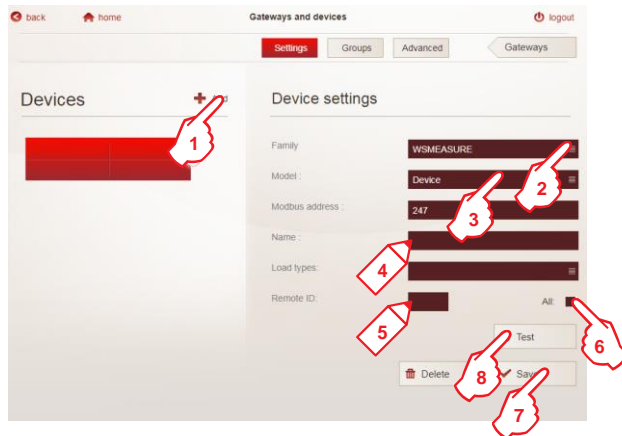 back home Gateways and devices logout
Settings Groups Advanced Gateways
Devices Device settings
1
Family WSMEASURE
2
Model : Device
3
Modbus address : 247
Name :
4
Load types:
Remote ID: All:
5
6
Test
8
Delete
7